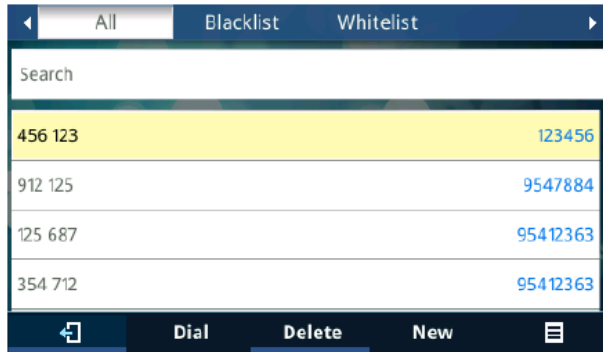 All Blacklist Whitelist
Search
456 123 123456
912 125 9547884
125 687 95412363
354 712 95412363
Dial Delete New